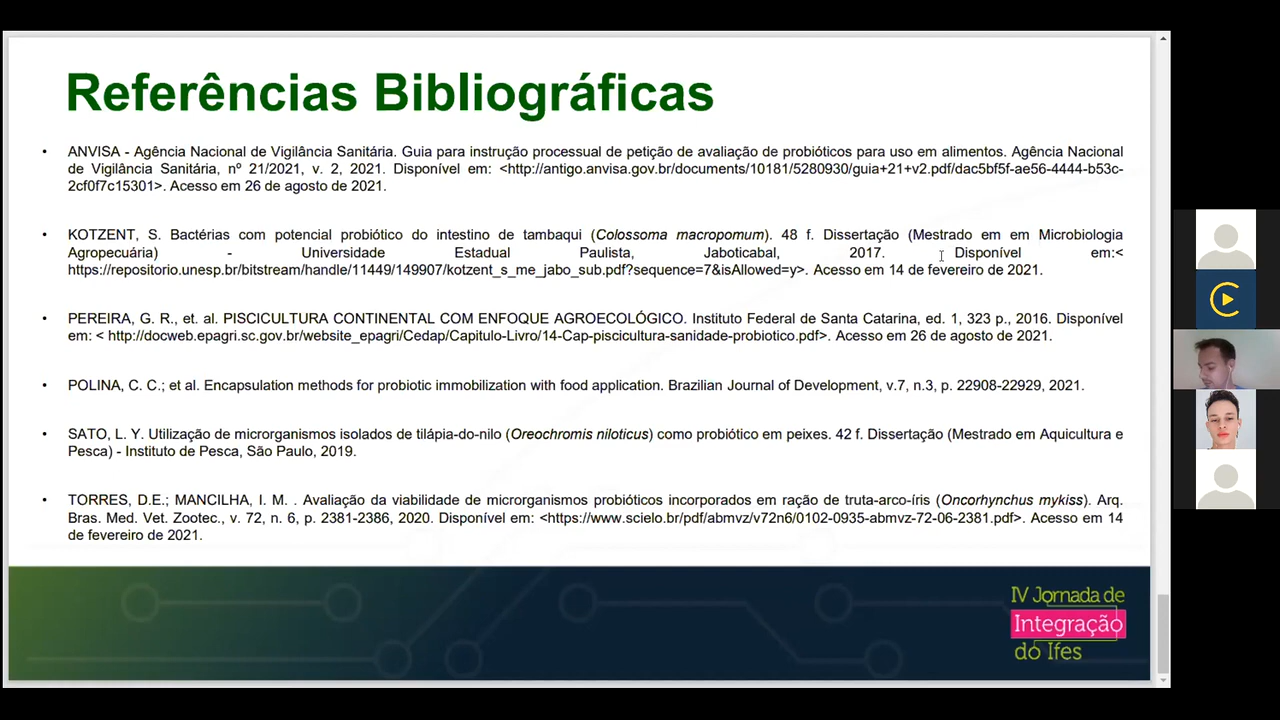 Referências Bibliográficas
• ANVISA - Agência Nacional de Vigilância Sanitária. Guia para instrução processual de petição de avaliação de probióticos para uso em alimentos. Agência Nacional
de Vigilância Sanitária, nº 21/2021, v. 2, 2021. Disponível em: <http://antigo.anvisa.gov.br/documents/10181/5280930/guia+21+v2.pdf/dac5bf5f-ae56-4444-b53c-
2cf0f7c15301>. Acesso em 26 de agosto de 2021.
• KOTZENT, S. Bactérias com potencial probiótico do intestino de tambaqui (Colossoma macropomum). 48 f. Dissertação (Mestrado em em Microbiologia
Agropecuária) - Universidade Estadual Paulista, Jaboticabal, 2017. Disponível em:<
https://repositorio.unesp.br/bitstream/handle/11449/149907/kotzent_s_me_jabo_sub.pdf?sequence=7&isAllowed=y>. Acesso em 14 de fevereiro de 2021.
• PEREIRA, G. R., et. al. PISCICULTURA CONTINENTAL COM ENFOQUE AGROECOLÓGICO. Instituto Federal de Santa Catarina, ed. 1, 323 p., 2016. Disponível
em: < http://docweb.epagri.sc.gov.br/website_epagri/Cedap/Capitulo-Livro/14-Cap-piscicultura-sanidade-probiotico.pdf>. Acesso em 26 de agosto de 2021.
• POLINA, C. C.; et al. Encapsulation methods for probiotic immobilization with food application. Brazilian Journal of Development, v.7, n.3, p. 22908-22929, 2021.
• SATO, L. Y. Utilização de microrganismos isolados de tilápia-do-nilo (Oreochromis niloticus) como probiótico em peixes. 42 f. Dissertação (Mestrado em Aquicultura e
Pesca) - Instituto de Pesca, São Paulo, 2019.
• TORRES, D.E.; MANCILHA, I. M. . Avaliação da viabilidade de microrganismos probióticos incorporados em ração de truta-arco-íris (Oncorhynchus mykiss). Arq.
Bras. Med. Vet. Zootec., v. 72, n. 6, p. 2381-2386, 2020. Disponível em: <https://www.scielo.br/pdf/abmvz/v72n6/0102-0935-abmvz-72-06-2381.pdf>. Acesso em 14
de fevereiro de 2021.
IV Jornada de
Integração
do Ifes